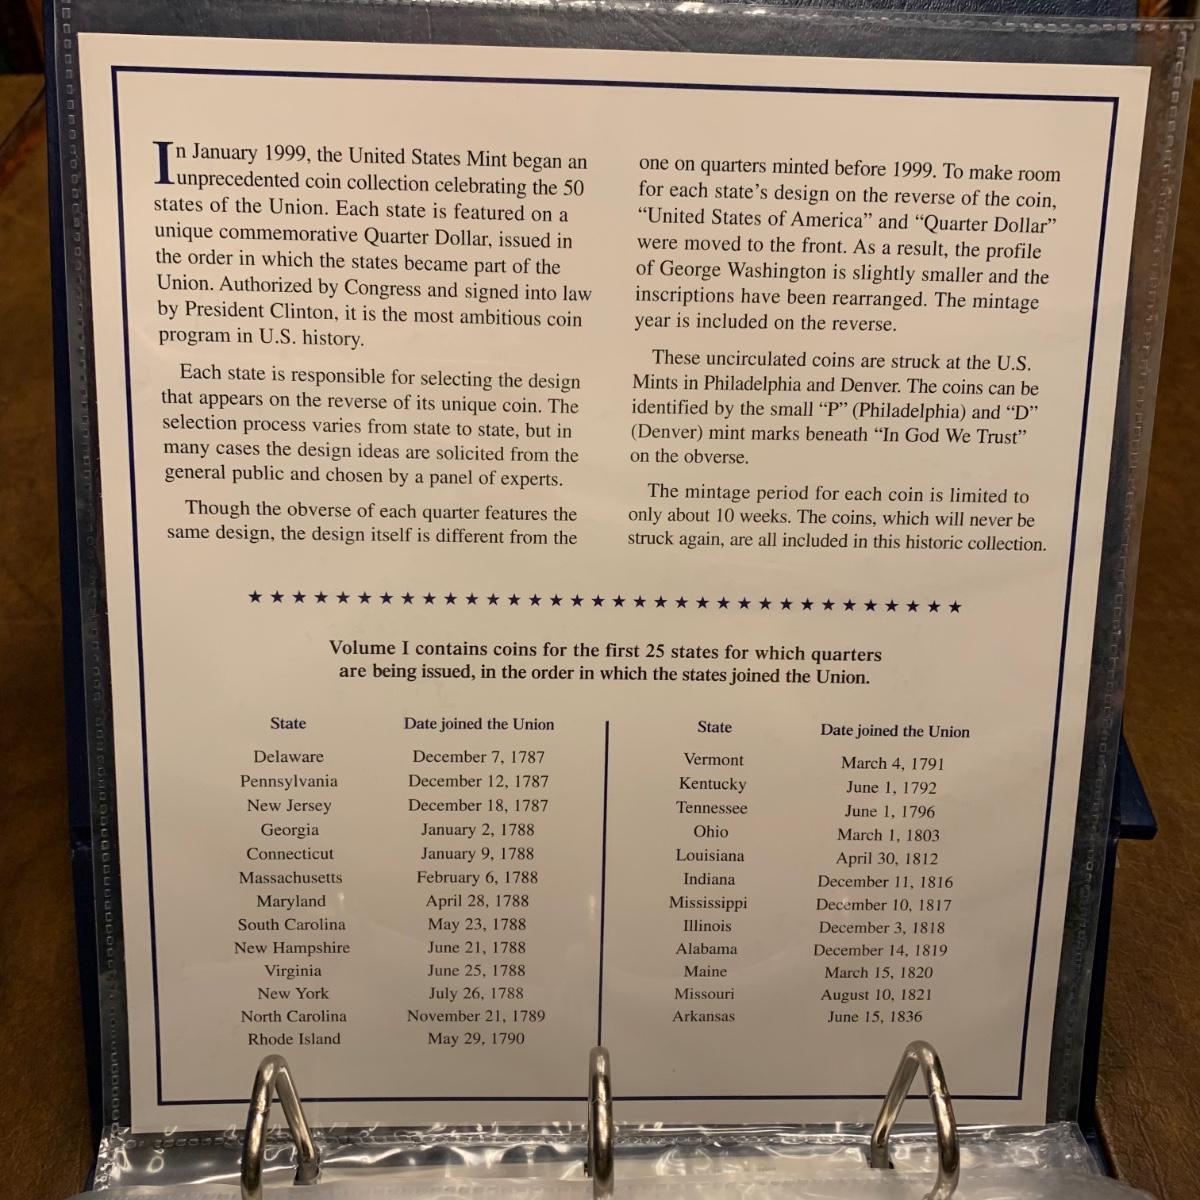 In January 1999, the United States Mint began an
unprecedented coin collection celebrating the 50
states of the Union. Each state is featured on a
unique commemorative Quarter Dollar, issued in
the order in which the states became part of the
Union. Authorized by Congress and signed into law
by President Clinton, it is the most ambitious coin
program in U.S. history.
Each state is responsible for selecting the design
that appears on the reverse of its unique coin. The
selection process varies from state to state, but in
many cases the design ideas are solicited from the
general public and chosen by a panel of experts.
Though the obverse of each quarter features the
same design, the design itself is different from the
one on quarters minted before 1999. To make room
for each state's design on the reverse of the coin,
“United States of America” and “Quarter Dollar”
were moved to the front. As a result, the profile
of George Washington is slightly smaller and the
inscriptions have been rearranged. The mintage
year is included on the reverse.
These uncirculated coins are struck at the U.S.
Mints in Philadelphia and Denver. The coins can be
identified by the small “P” (Philadelphia) and “D”
(Denver) mint marks beneath “In God We Trust”
on the obverse.
The mintage period for each coin is limited to
only about 10 weeks. The coins, which will never be
struck again, are all included in this historic collection.
Volume I contains coins for the first 25 states for which quarters
are being issued, in the order in which the states joined the Union.
State Date joined the Union
Delaware December 7, 1787
Pennsylvania December 12, 1787
New Jersey December 18, 1787
Georgia January 2, 1788
Connecticut January 9, 1788
Massachusetts February 6, 1788
Maryland April 28, 1788
South Carolina May 23, 1788
New Hampshire June 21, 1788
Virginia June 25, 1788
New York July 26, 1788
North Carolina November 21, 1789
Rhode Island May 29, 1790
State Date joined the Union
Vermont March 4, 1791
Kentucky June 1, 1792
Tennessee June 1, 1796
Ohio March 1, 1803
Louisiana April 30, 1812
Indiana December 11, 1816
Mississippi December 10, 1817
Illinois December 3, 1818
Alabama December 14, 1819
Maine March 15, 1820
Missouri August 10, 1821
Arkansas June 15, 1836